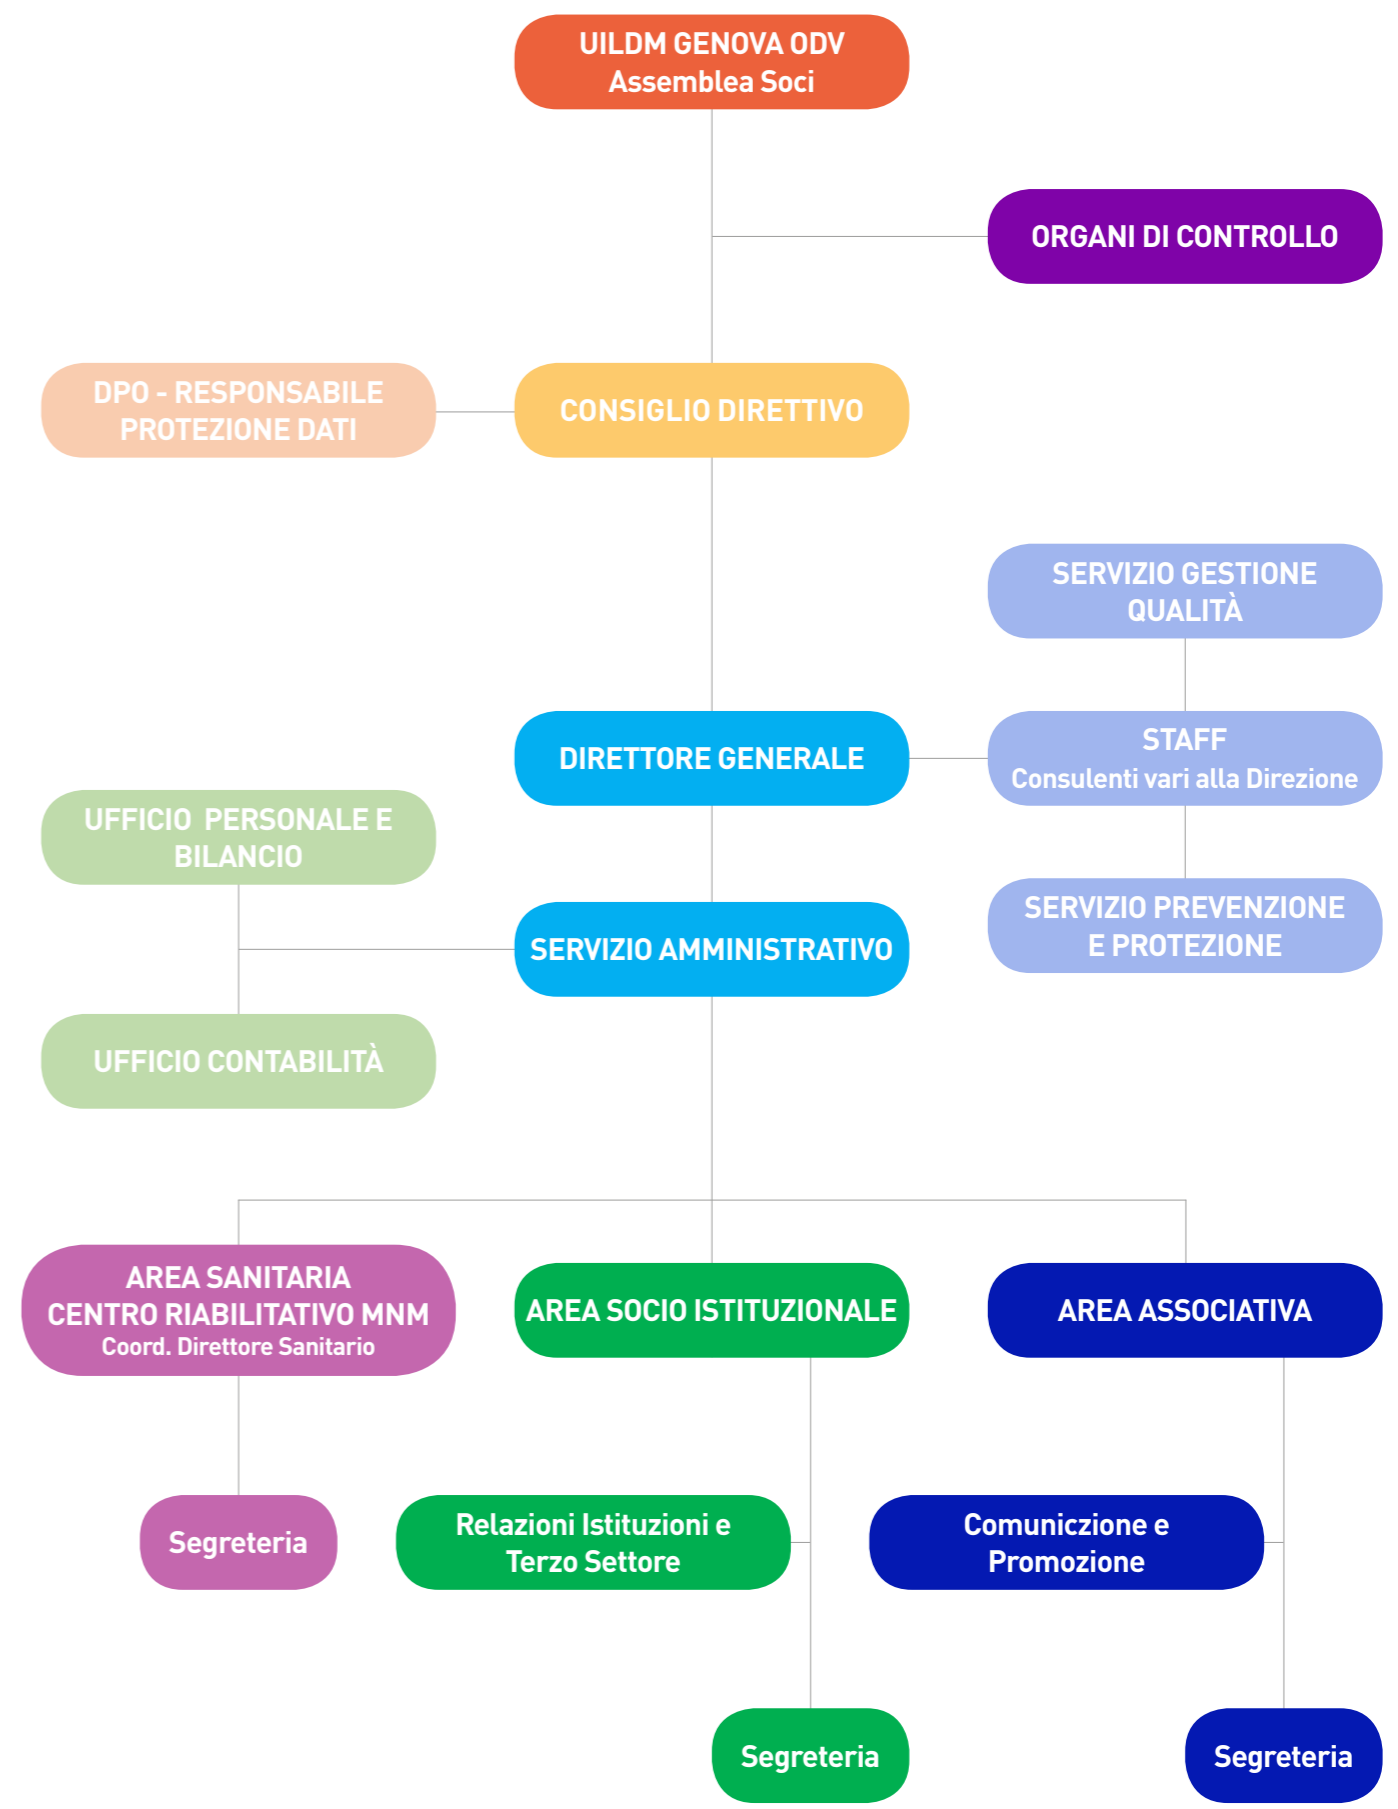 UILDM GENOVA ODV
Assemblea Soci
ORGANI DI CONTROLLO
DPO - RESPONSABILE
PROTEZIONE DATI
CONSIGLIO DIRETTIVO
SERVIZIO GESTIONE
QUALITÀ
DIRETTORE GENERALE
STAFF
Consulenti vari alla Direzione
UFFICIO PERSONALE E
BILANCIO
SERVIZIO AMMINISTRATIVO
SERVIZIO PREVENZIONE
E PROTEZIONE
UFFICIO CONTABILITÀ
AREA SANITARIA
CENTRO RIABILITATIVO MNM
Coord. Direttore Sanitario
AREA SOCIO ISTITUZIONALE
AREA ASSOCIATIVA
Segreteria
Relazioni Istituzioni e
Terzo Settore
Comuniczione e
Promozione
Segreteria
Segreteria